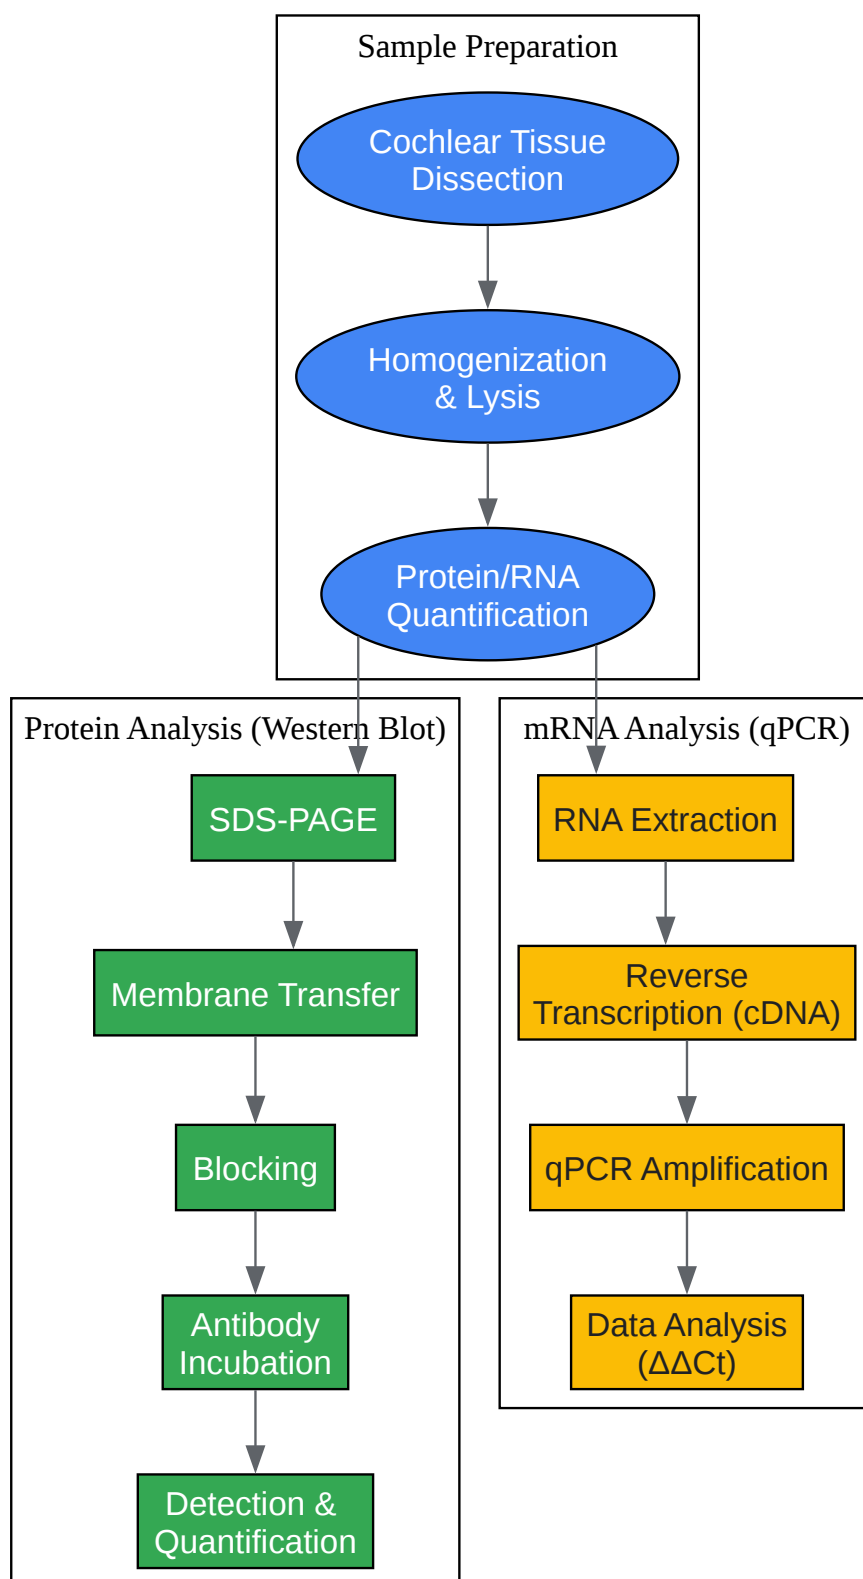 Sample Preparation
Cochlear Tissue
Dissection
Homogenization
& Lysis
Protein/RNA
Quantification
Protein Analysis (Western Blot)
SDS-PAGE
Membrane Transfer
Blocking
Antibody
Incubation
Detection &
Quantification
mRNA Analysis (qPCR)
RNA Extraction
Reverse
Transcription (cDNA)
qPCR Amplification
Data Analysis
(ΔΔCt)